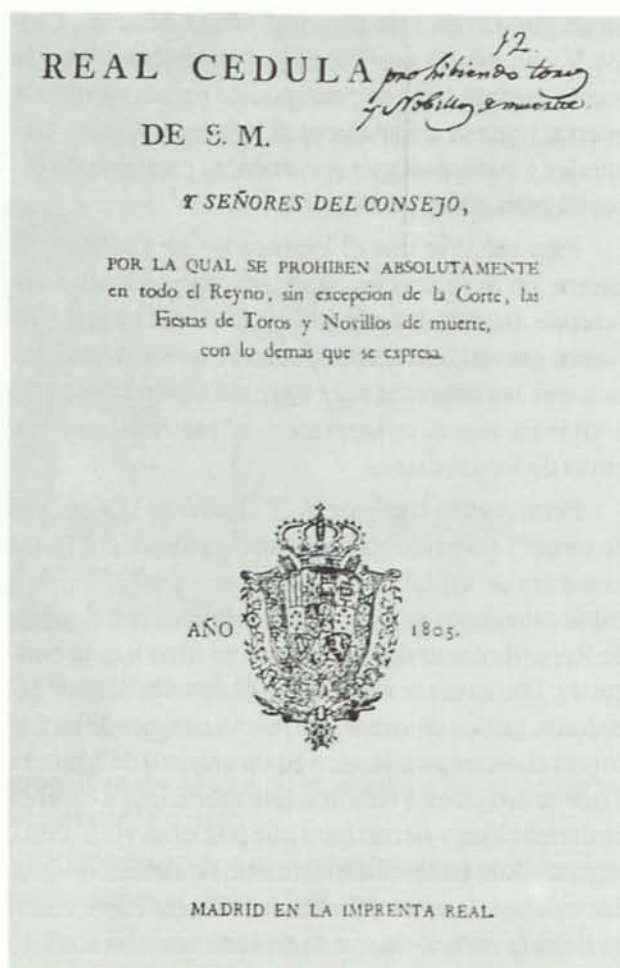 12.
REAL CEDULA prohibiendo toros
y Nobillos de muerte.
DE S. M.
Y SEÑORES DEL CONSEJO,
POR LA QUAL SE PROHIBEN ABSOLUTAMENTE
en todo el Reyno, sin excepcion de la Corte, las
Fiestas de Toros y Novillos de muerte,
con lo demas que se expresa.
AÑO 1805.
MADRID EN LA IMPRENTA REAL.